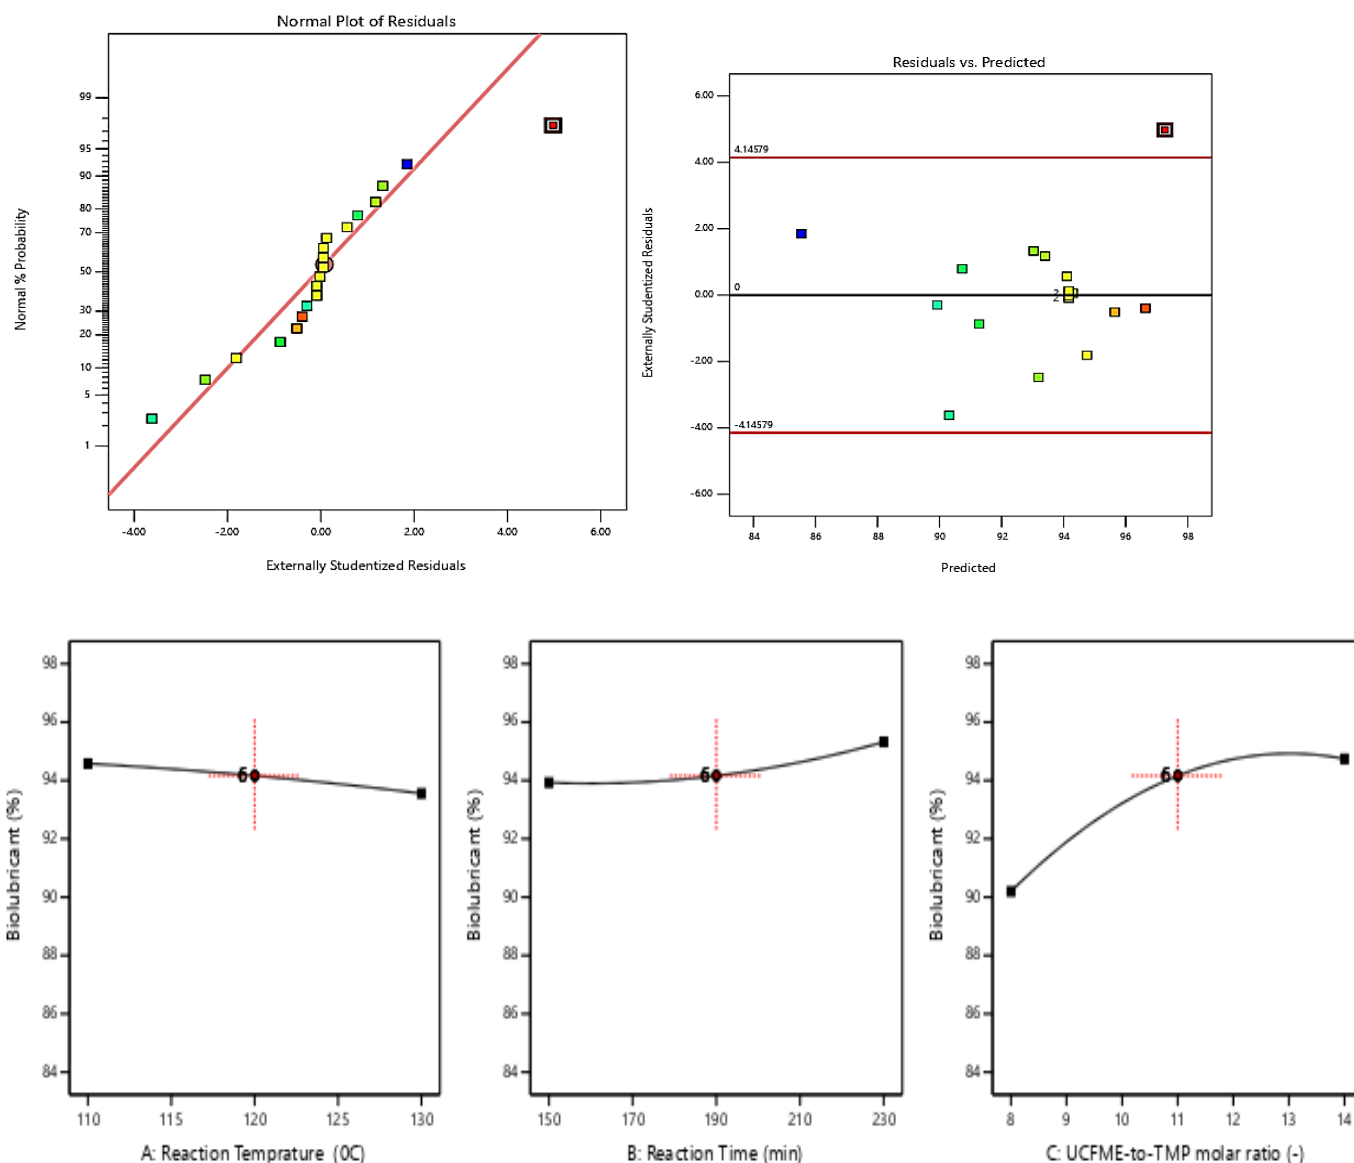 Normal Plot of Residuals
Normal % Probability
99
95
90
80
70
50
30
20
10
5
1
-4.00 -2.00 0.00 2.00 4.00 6.00
Externally Studentized Residuals
Residuals vs. Predicted
Externally Studentized Residuals
6.00
4.00
2.00
0.00
-2.00
-4.00
-6.00
4.14579
0
2
2
-4.14579
84 86 88 90 92 94 96 98
Predicted
Biolubricant (%)
98
96
94
92
90
88
86
84
6
110 115 120 125 130
A: Reaction Temprature (0C)
Biolubricant (%)
98
96
94
92
90
88
86
84
6
150 170 190 210 230
B: Reaction Time (min)
Biolubricant (%)
98
96
94
92
90
88
86
84
6
8 9 10 11 12 13 14
C: UCFME-to-TMP molar ratio (-)